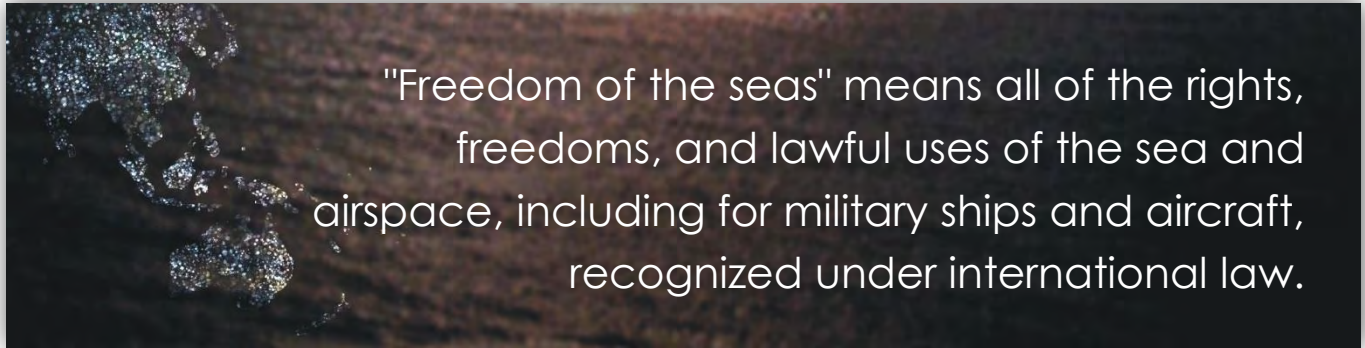 "Freedom of the seas" means all of the rights,
freedoms, and lawful uses of the sea and
airspace, including for military ships and aircraft,
recognized under international law.